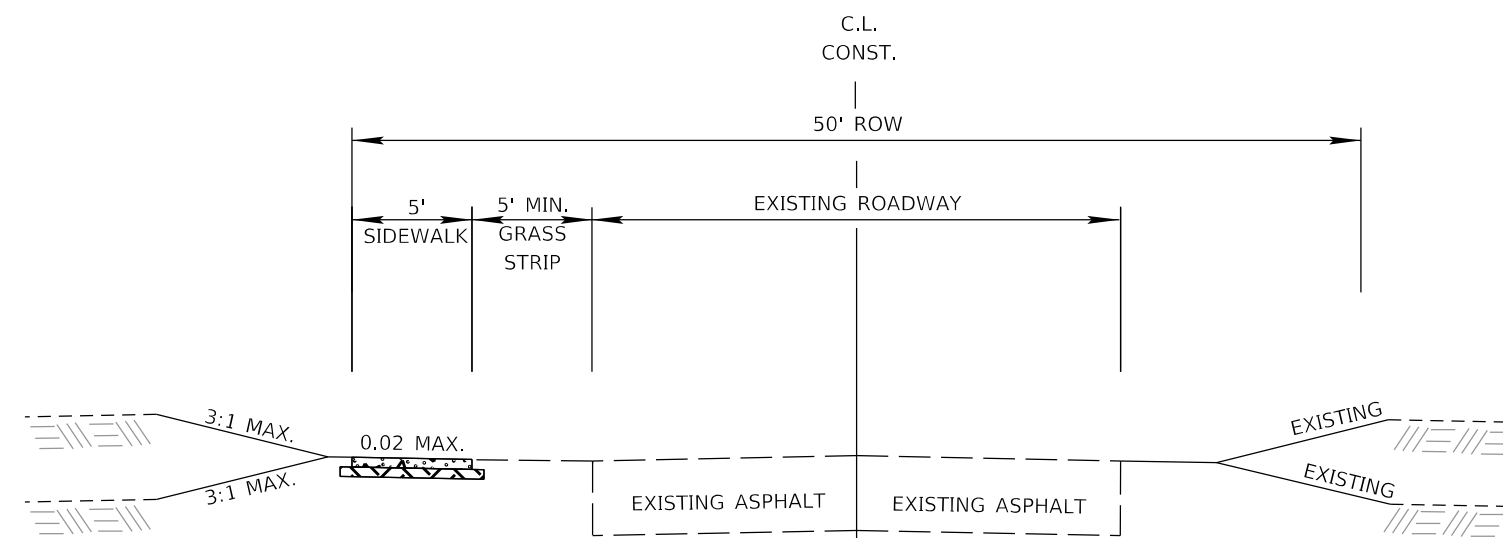 C.L.
CONST.
50' ROW
5'
SIDEWALK
5' MIN.
GRASS
STRIP
EXISTING ROADWAY
3:1 MAX.
0.02 MAX.
EXISTING
3:1 MAX.
EXISTING
EXISTING ASPHALT
EXISTING ASPHALT